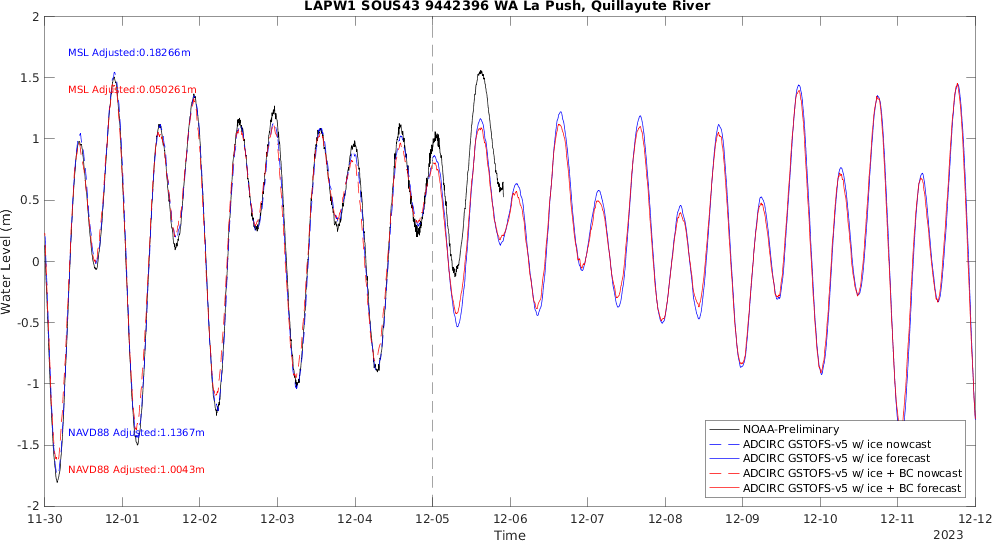 LAPW1 SOUS43 9442396 WA La Push, Quillayute River
2
1.5
1
0.5
0
-0.5
-1
-1.5
-2
Water Level (m)
MSL Adjusted:0.18266m
MSL Adjusted:0.050261m
NAVD88 Adjusted:1.1367m
NAVD88 Adjusted:1.0043m
NOAA-Preliminary
ADCIRC GSTOFS-v5 w/ ice nowcast
ADCIRC GSTOFS-v5 w/ ice forecast
ADCIRC GSTOFS-v5 w/ ice + BC nowcast
ADCIRC GSTOFS-v5 w/ ice + BC forecast
11-30 12-01 12-02 12-03 12-04 12-05 12-06 12-07 12-08 12-09 12-10 12-11 12-12
Time
2023